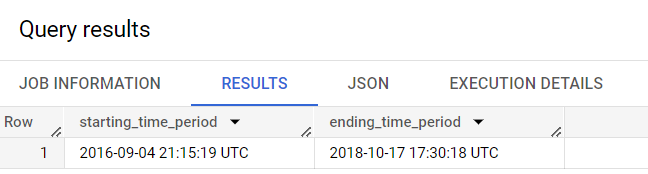 Query results
JOB INFORMATION RESULTS JSON EXECUTION DETAILS
Row starting_time_period ending_time_period
1 2016-09-04 21:15:19 UTC 2018-10-17 17:30:18 UTC